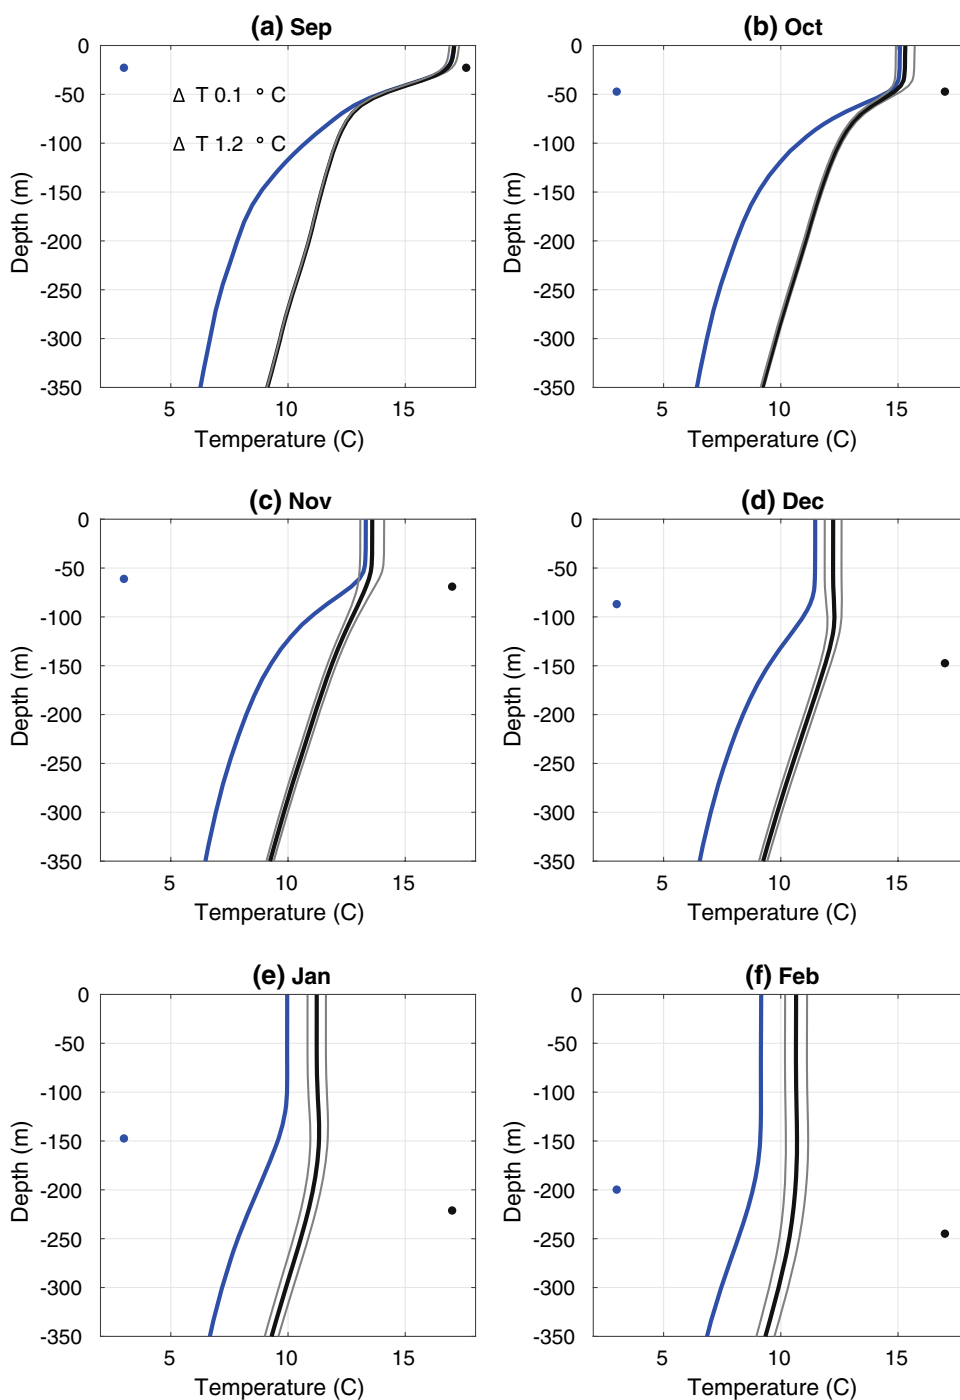 (a) Sep
0
-50
-100
-150
-200
-250
-300
-350
Δ T 0.1 ° C
Δ T 1.2 ° C
5 10 15
Depth (m)
Temperature (C)
(b) Oct
0
-50
-100
-150
-200
-250
-300
-350
5 10 15
Depth (m)
Temperature (C)
(c) Nov
0
-50
-100
-150
-200
-250
-300
-350
5 10 15
Depth (m)
Temperature (C)
(d) Dec
0
-50
-100
-150
-200
-250
-300
-350
5 10 15
Depth (m)
Temperature (C)
(e) Jan
0
-50
-100
-150
-200
-250
-300
-350
5 10 15
Depth (m)
Temperature (C)
(f) Feb
0
-50
-100
-150
-200
-250
-300
-350
5 10 15
Depth (m)
Temperature (C)